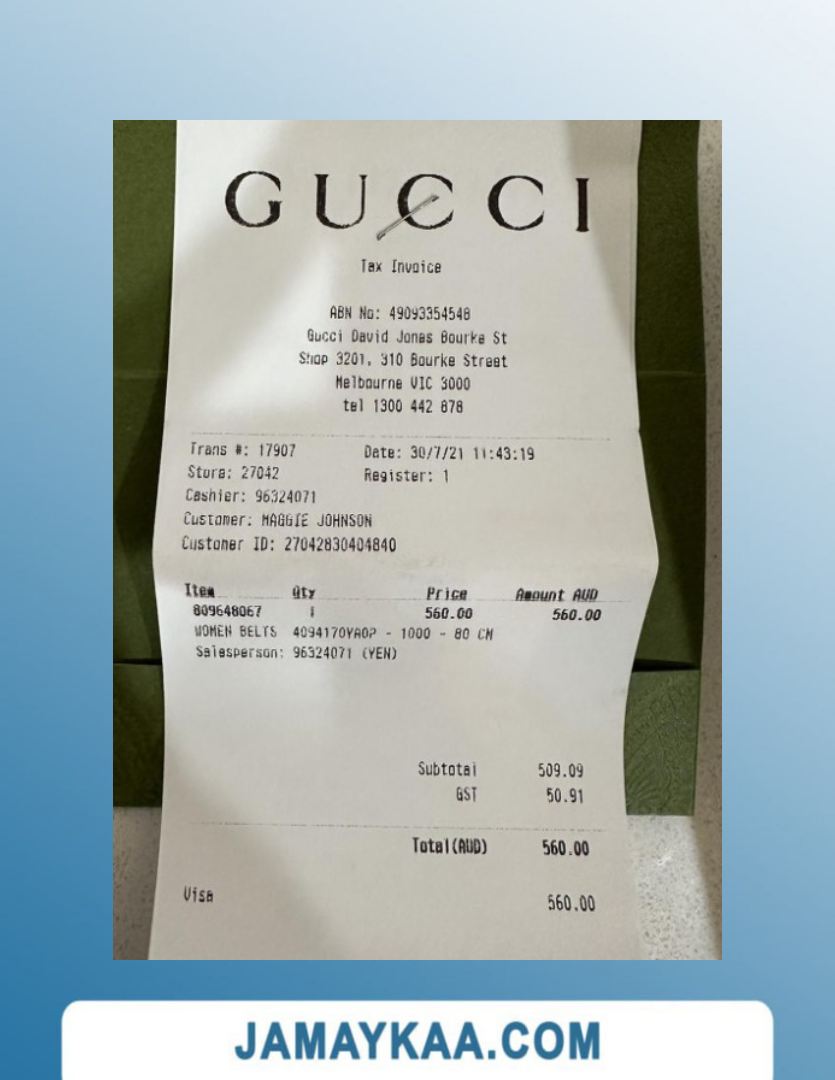 GUCCI
Tax Invoice
ABN No: 49093354548
Gucci David Jones Bourke St
Shop 3201, 310 Bourke Street
Melbourne VIC 3000
tel 1300 442 878
Trans #: 17907 Date: 30/7/21 11:43:19
Store: 27042 Register: 1
Cashier: 96324071
Customer: MAGGIE JOHNSON
Customer ID: 27042830404840
Item Qty Price Amount AUD
809648067 1 560.00 560.00
WOMEN BELTS 4094170YA0P - 1000 - 80 CM
Salesperson: 96324071 (YEN)
Subtotal 509.09
GST 50.91
Total(AUD) 560.00
Visa 560.00
JAMAYKAA.COM